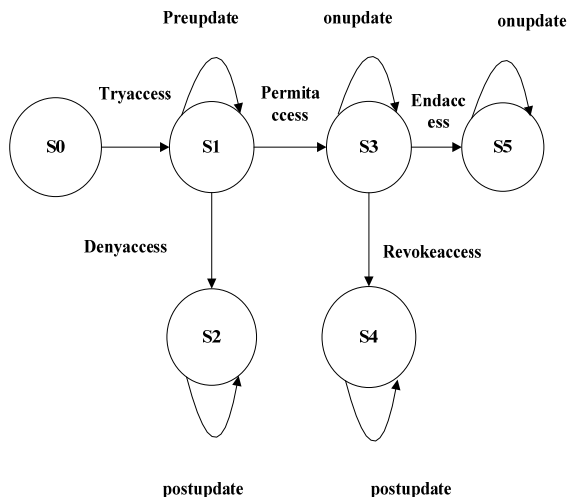 Preupdate
onupdate
onupdate
Tryaccess
Permita
ccess
Endacc
ess
S0
S1
S3
S5
Denyaccess
Revokeaccess
S2
S4
postupdate
postupdate